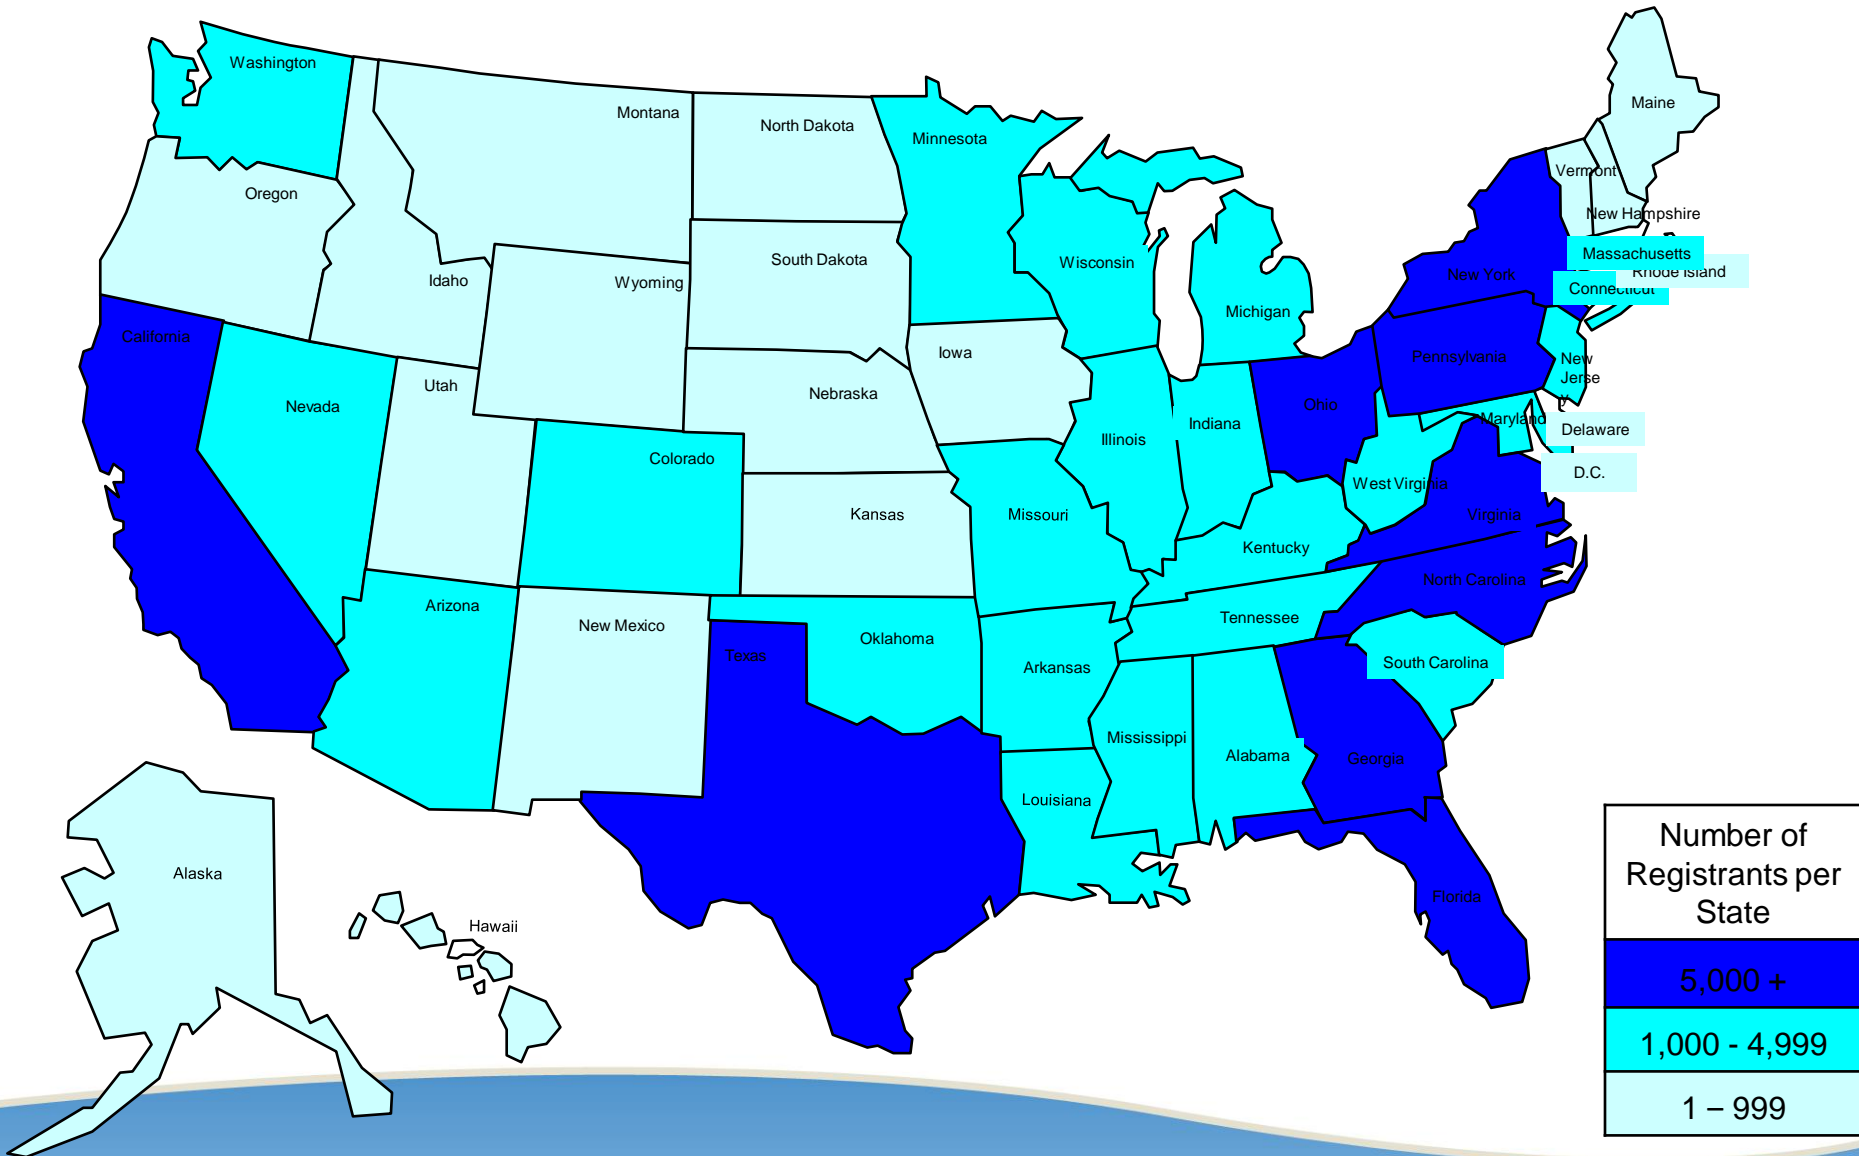 Washington
Montana
North Dakota
Minnesota
Maine
Oregon
Vermont
New Hampshire
Idaho
Wyoming
South Dakota
Wisconsin
Michigan
New York
Massachusetts
Rhode Island
Connecticut
California
Nevada
Utah
Nebraska
Iowa
Pennsylvania
New
Jerse
y
Ohio
Indiana
Illinois
Maryland
Delaware
D.C.
Colorado
Kansas
Missouri
West Virginia
Virginia
Kentucky
North Carolina
Arizona
New Mexico
Oklahoma
Tennessee
Texas
Arkansas
South Carolina
Mississippi
Alabama
Georgia
Louisiana
Florida
Alaska
Hawaii
Number of
Registrants per
State
5,000 +
1,000 - 4,999
1 – 999